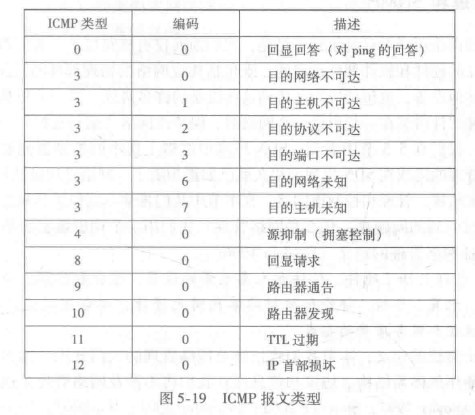 ICMP 类型 编码 描述
0 0 回显回答（对 ping 的回答）
3 0 目的网络不可达
3 1 目的主机不可达
3 2 目的协议不可达
3 3 目的端口不可达
3 6 目的网络未知
3 7 目的主机未知
4 0 源抑制（拥塞控制）
8 0 回显请求
9 0 路由器通告
10 0 路由器发现
11 0 TTL 过期
12 0 IP 首部损坏
图 5-19 ICMP 报文类型